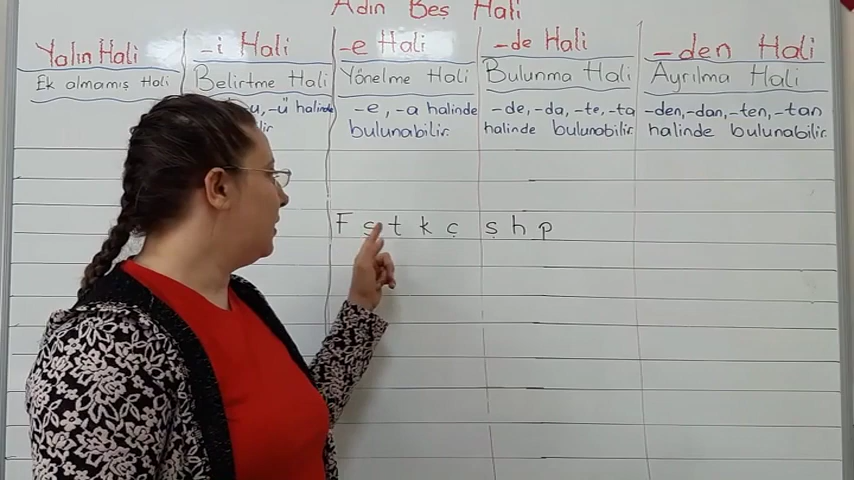 Adın Beş Hali
Yalın Hali
Ek almamış Hali
-i Hali
Belirtme Hali
-ü halinde
-e Hali
Yönelme Hali
-e, -a halinde
bulunabilir.
-de Hali
Bulunma Hali
-de, -da, -te, -ta
halinde bulunabilir.
-den Hali
Ayrılma Hali
-den, -dan, -ten, -tan
halinde bulunabilir.
F s t k ç ş h p